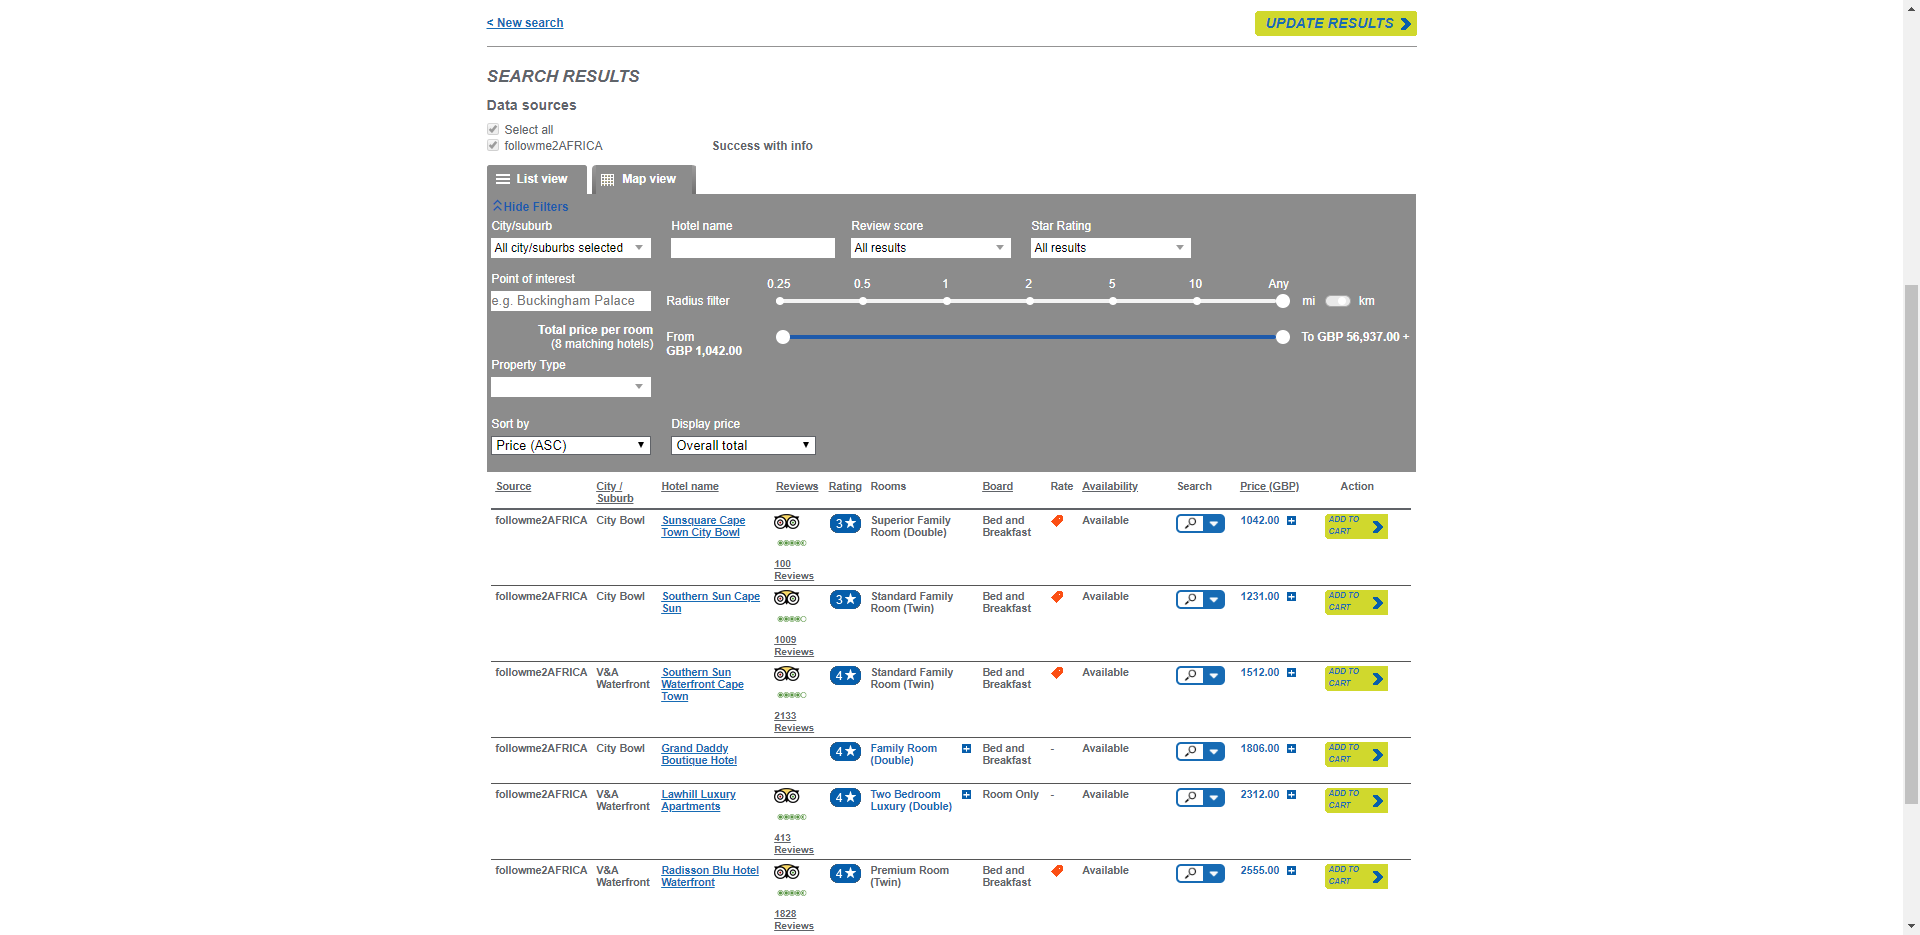 < New search
UPDATE RESULTS
SEARCH RESULTS
Data sources
Select all
followme2AFRICA Success with info
List view Map view
Hide Filters
City/suburb Hotel name Review score Star Rating
All city/suburbs selected All results All results
Point of interest 0.25 0.5 1 2 5 10 Any
e.g. Buckingham Palace Radius filter mi km
Total price per room From To GBP 56,937.00 +
(8 matching hotels) GBP 1,042.00
Property Type
Sort by Display price
Price (ASC) Overall total
Source City / Hotel name Reviews Rating Rooms Board Rate Availability Search Price (GBP) Action
Suburb
followme2AFRICA City Bowl Sunsquare Cape 3 Superior Family Bed and Available 1042.00 ADD TO
Town City Bowl Room (Double) Breakfast CART
100
Reviews
followme2AFRICA City Bowl Southern Sun Cape 3 Standard Family Bed and Available 1231.00 ADD TO
Sun Room (Twin) Breakfast CART
1009
Reviews
followme2AFRICA V&A Southern Sun 4 Standard Family Bed and Available 1512.00 ADD TO
Waterfront Waterfront Cape Room (Twin) Breakfast CART
Town
2133
Reviews
followme2AFRICA City Bowl Grand Daddy 4 Family Room Bed and - Available 1806.00 ADD TO
Boutique Hotel (Double) Breakfast CART
followme2AFRICA V&A Lawhill Luxury 4 Two Bedroom Room Only - Available 2312.00 ADD TO
Waterfront Apartments Luxury (Double) CART
413
Reviews
followme2AFRICA V&A Radisson Blu Hotel 4 Premium Room Bed and Available 2555.00 ADD TO
Waterfront Waterfront (Twin) Breakfast CART
1828
Reviews